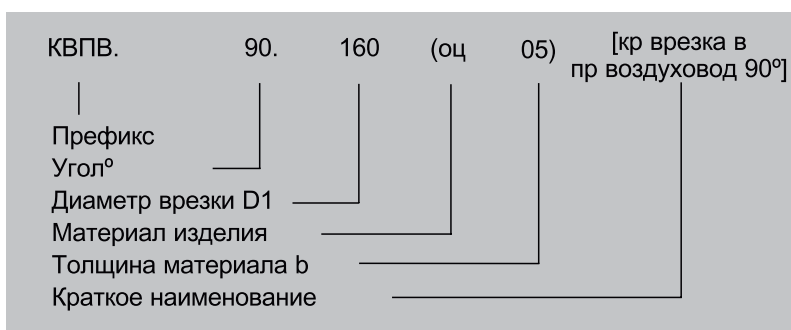 КВПВ. 90. 160 (оц 05) [кр врезка в
пр воздуховод 90º]
Префикс
Уголº
Диаметр врезки D1
Материал изделия
Толщина материала b
Краткое наименование